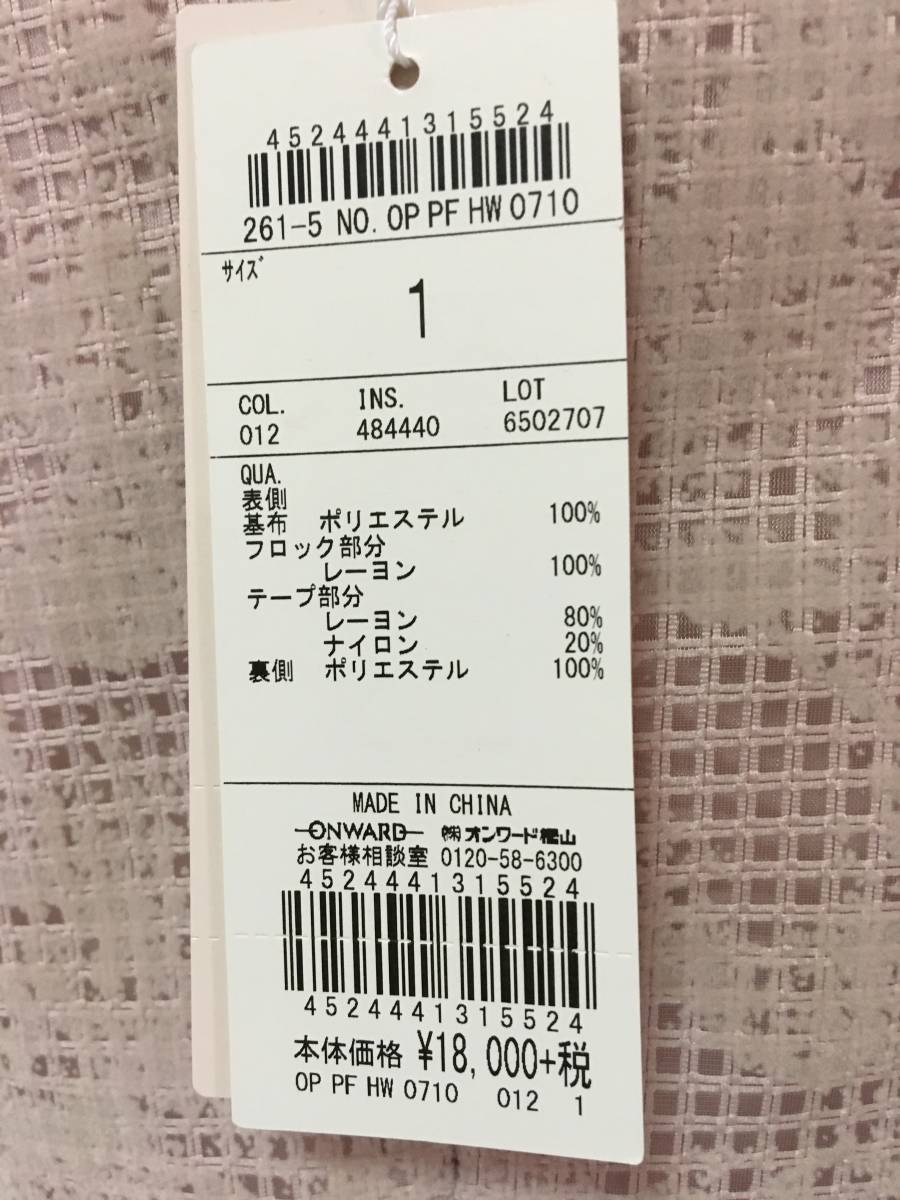 4524441315524
261-5 NO. OP PF HW 0710
サイズ
1
COL. INS. LOT
012 484440 6502707
QUA.
表側
基布 ポリエステル 100%
フロック部分
レーヨン 100%
テープ部分
レーヨン 80%
ナイロン 20%
裏側 ポリエステル 100%
MADE IN CHINA
ONWARD ㈱オンワード樫山
お客様相談室 0120-58-6300
4524441315524
4524441315524
本体価格 ¥18,000+税
OP PF HW 0710 012 1